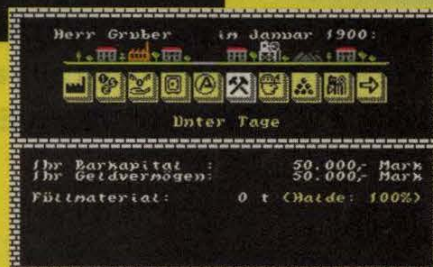 Herr Gruber im Januar 1900:
Unter Tage
Ihr Barkapital : 50.000,- Mark
Ihr Geldvermögen: 50.000,- Mark
Füllmaterial: 0 t (Halde: 100%)